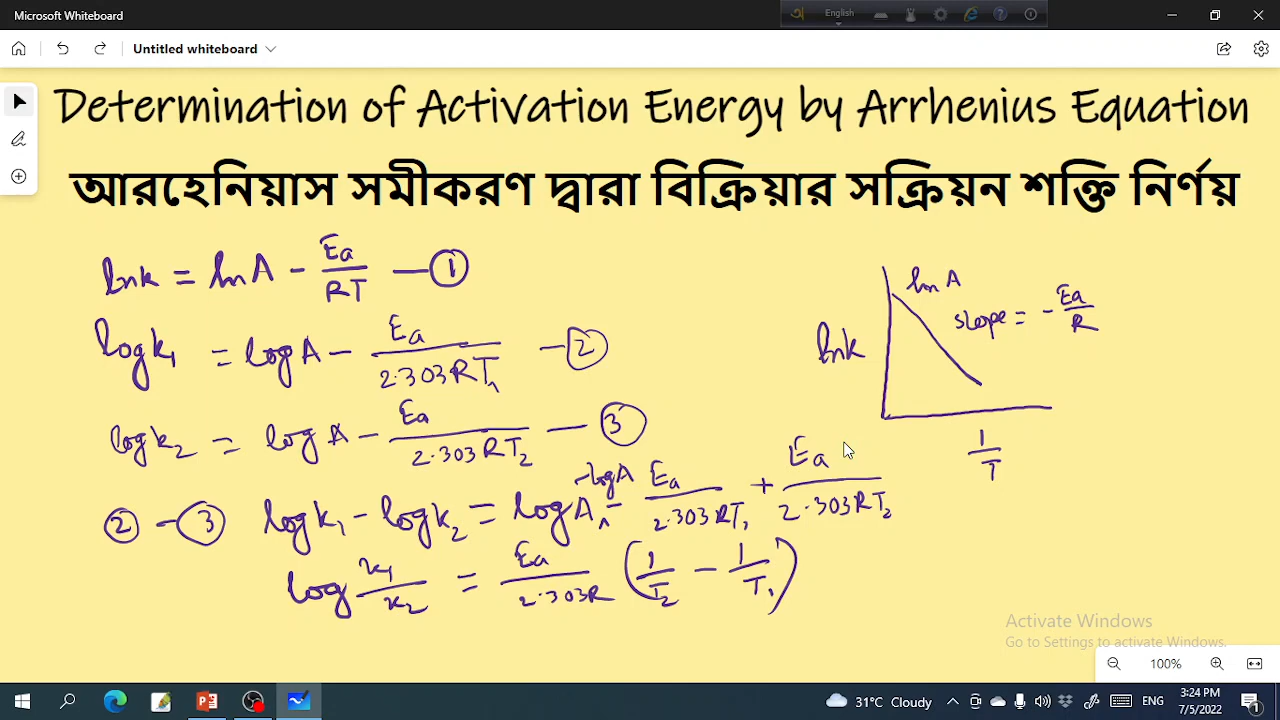 Microsoft Whiteboard
English
Untitled whiteboard
Determination of Activation Energy by Arrhenius Equation
আরহেনিয়াস সমীকরণ দ্বারা বিক্রিয়ার সক্রিয়ন শক্তি নির্ণয়
lnk = lnA - Ea/RT — ①
logk₁ = logA - Ea/2.303RT₁ — ②
logk₂ = logA - Ea/2.303RT₂ — ③
② - ③ logk₁ - logk₂ = logA - logA - Ea/2.303RT₁ + Ea/2.303RT₂
log k₁/k₂ = Ea/2.303R (1/T₂ - 1/T₁)
lnA
slope = - Ea/R
lnk
1/T
Activate Windows
Go to Settings to activate Windows.
100%
31°C Cloudy
ENG
3:24 PM
7/5/2022
1